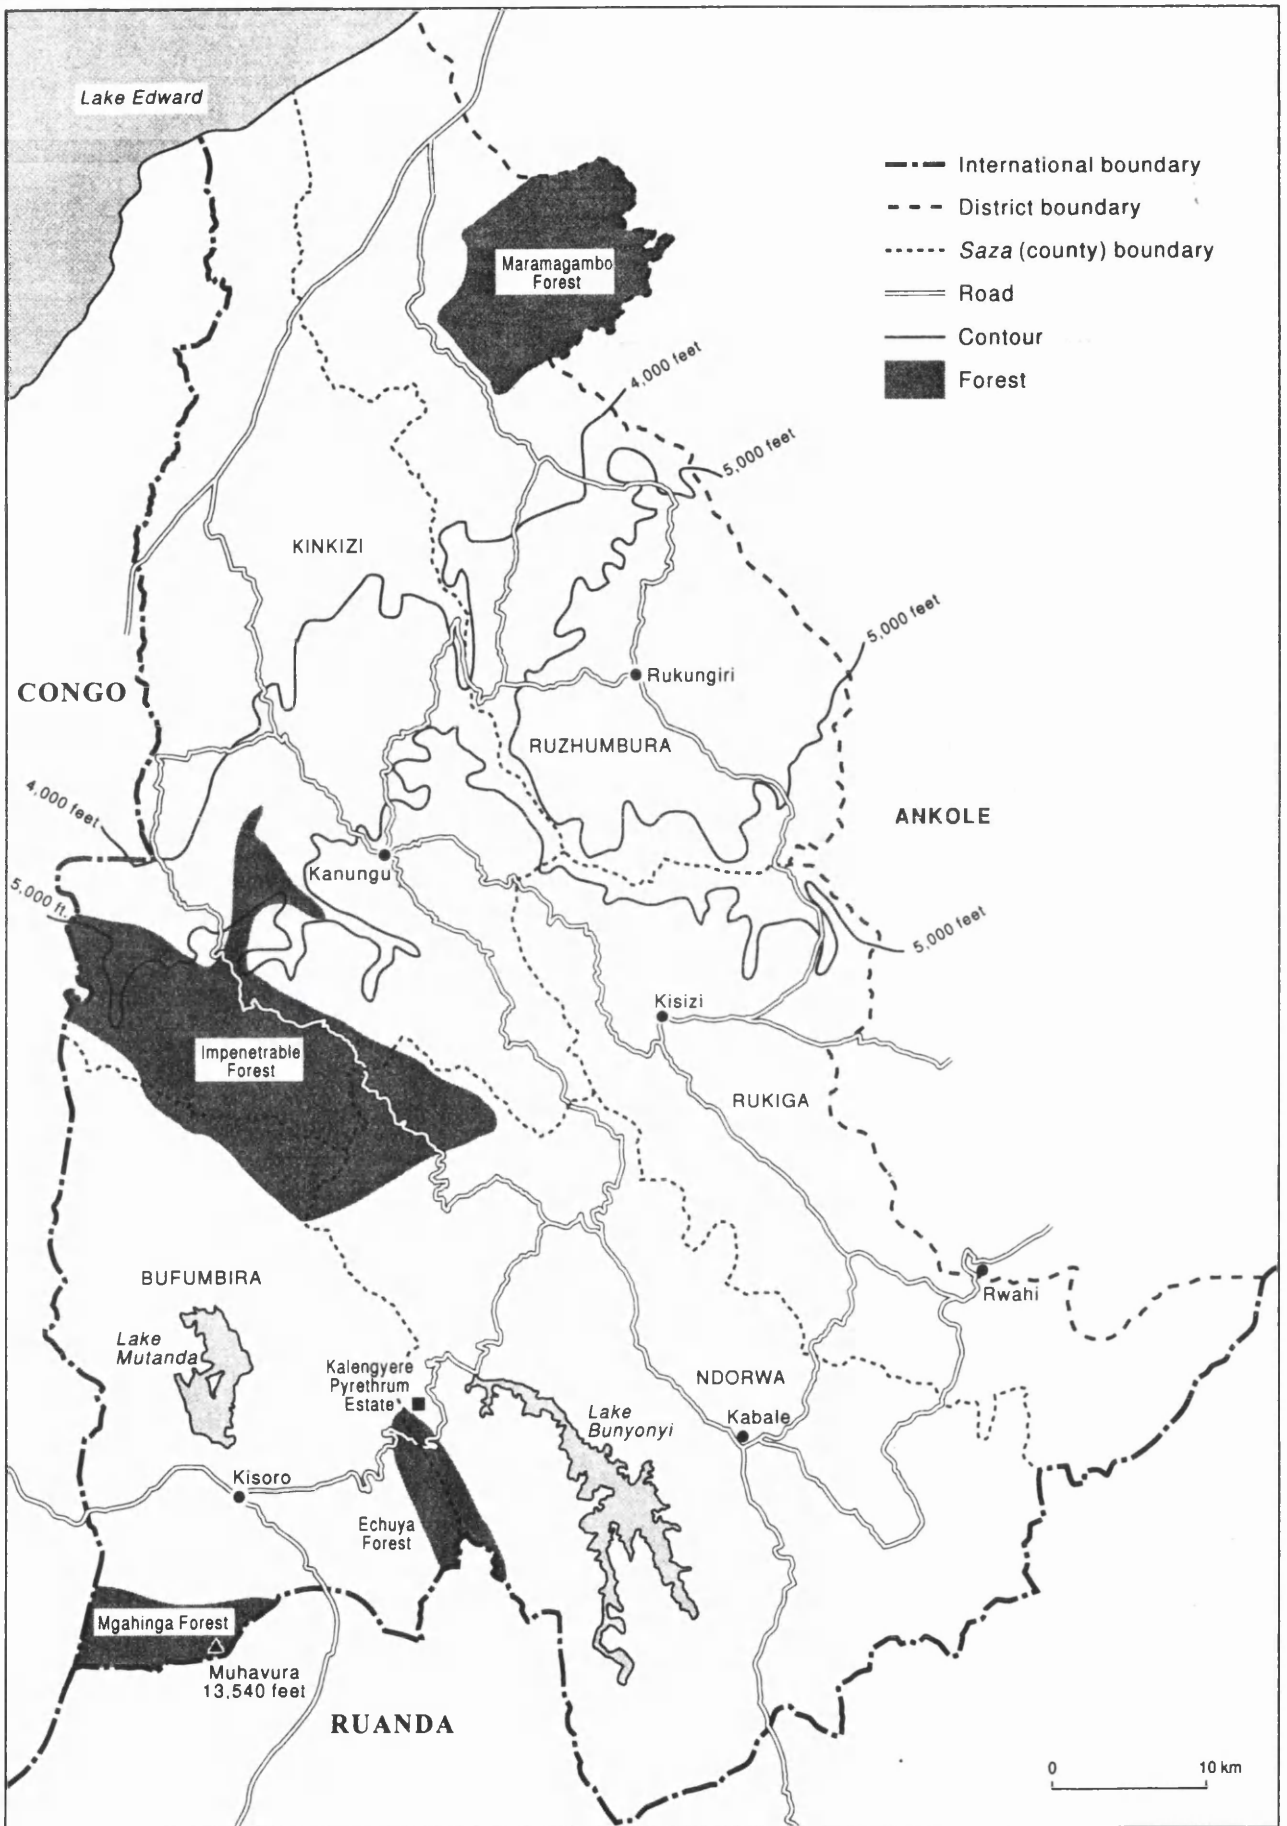 Lake Edward
International boundary
District boundary
Saza (county) boundary
Road
Contour
Forest
Maramagambo
Forest
4,000 feet
5,000 feet
KINKIZI
5,000 feet
Rukungiri
CONGO
RUZHUMBURA
4,000 feet
ANKOLE
Kanungu
5,000 ft.
5,000 feet
Kisizi
Impenetrable
Forest
RUKIGA
BUFUMBIRA
Rwahi
Lake
Mutanda
Kalengyere
Pyrethrum
Estate
NDORWA
Lake
Bunyonyi
Kabale
Kisoro
Echuya
Forest
Mgahinga Forest
Muhavura
13,540 feet
RUANDA
0 10 km